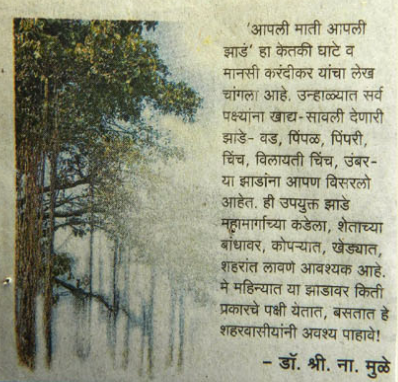 'आपली माती आपली
झाडं' हा केतकी घाटे व
मानसी करंदीकर यांचा लेख
चांगला आहे. उन्हाळ्यात सर्व
पक्ष्यांना खाद्य-सावली देणारी
झाडे- वड, पिंपळ, पिंपरी,
चिंच, विलायती चिंच, उंबर-
या झाडांना आपण विसरलो
आहेत. ही उपयुक्त झाडे
महामार्गाच्या कडेला, शेताच्या
बांधावर, कोपऱ्यात, खेड्यात,
शहरांत लावणे आवश्यक आहे.
मे महिन्यात या झाडावर किती
प्रकारचे पक्षी येतात, बसतात हे
शहरवासीयांनी अवश्य पाहावे!
- डॉ. श्री. ना. मुळे